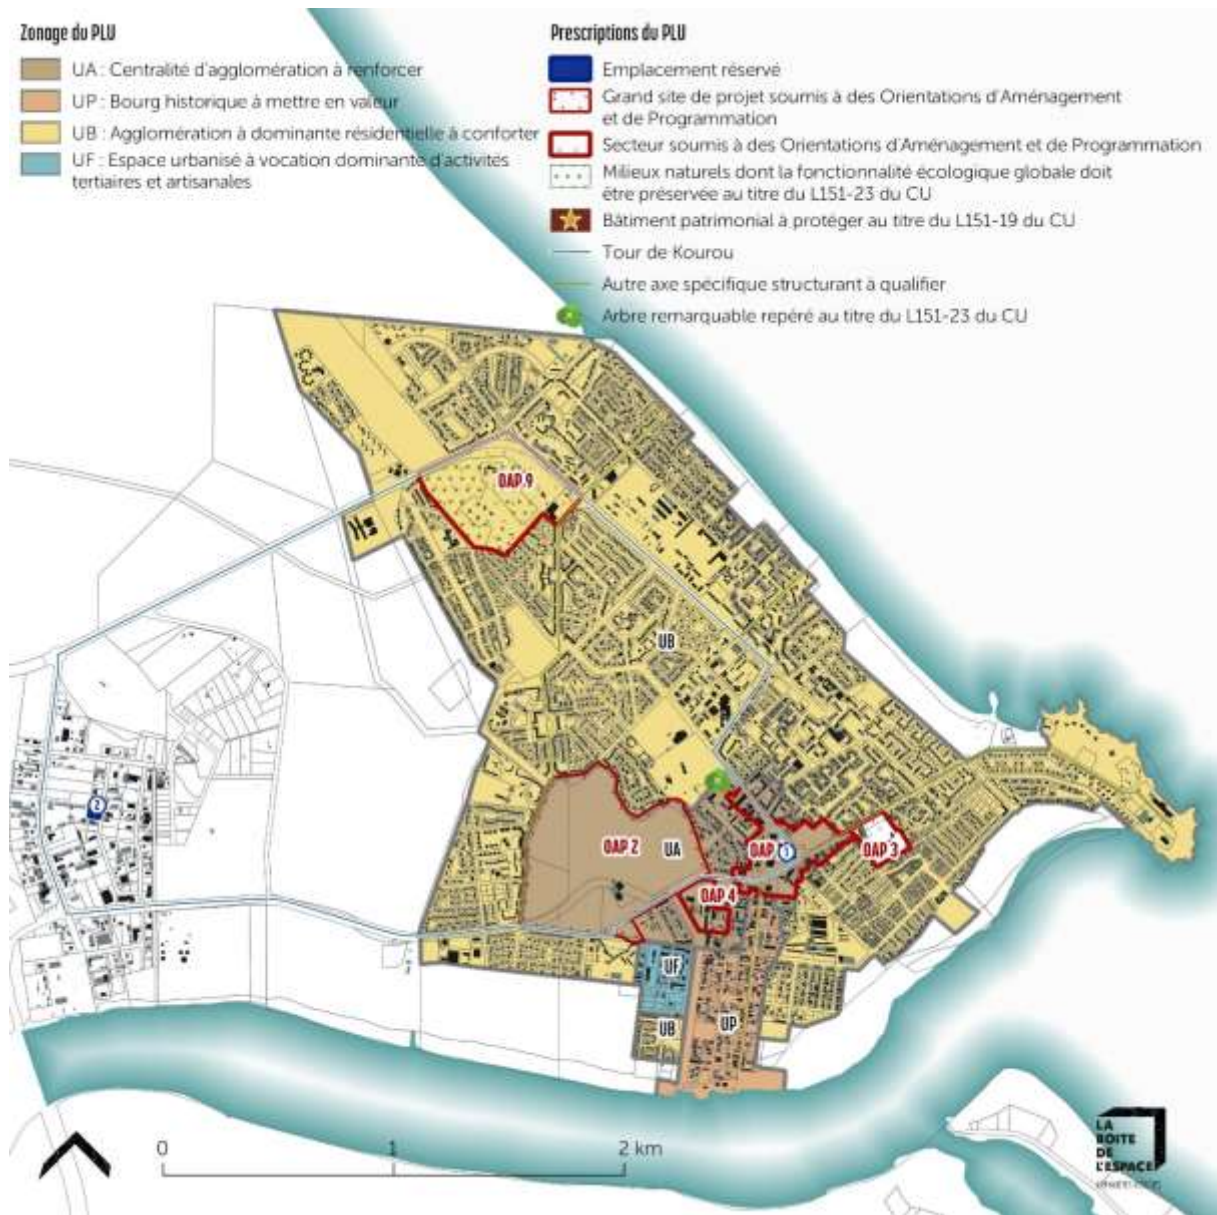 Zonage du PLU
UA : Centralité d'agglomération à renforcer
UP : Bourg historique à mettre en valeur
UB : Agglomération à dominante résidentielle à conforter
UF : Espace urbanisé à vocation dominante d'activités
tertiaires et artisanales
Prescriptions du PLU
Emplacement réservé
Grand site de projet soumis à des Orientations d'Aménagement
et de Programmation
Secteur soumis à des Orientations d'Aménagement et de Programmation
Milieux naturels dont la fonctionnalité écologique globale doit
être préservée au titre du L151-23 du CU
Bâtiment patrimonial à protéger au titre du L151-19 du CU
Tour de Kourou
Autre axe spécifique structurant à qualifier
Arbre remarquable repéré au titre du L151-23 du CU
OAP 9
UB
2
OAP 2
UA
OAP
OAP 3
OAP 4
UF
UB
UP
0
1
2 km
LA
BOITE
DE
L'ESPACE